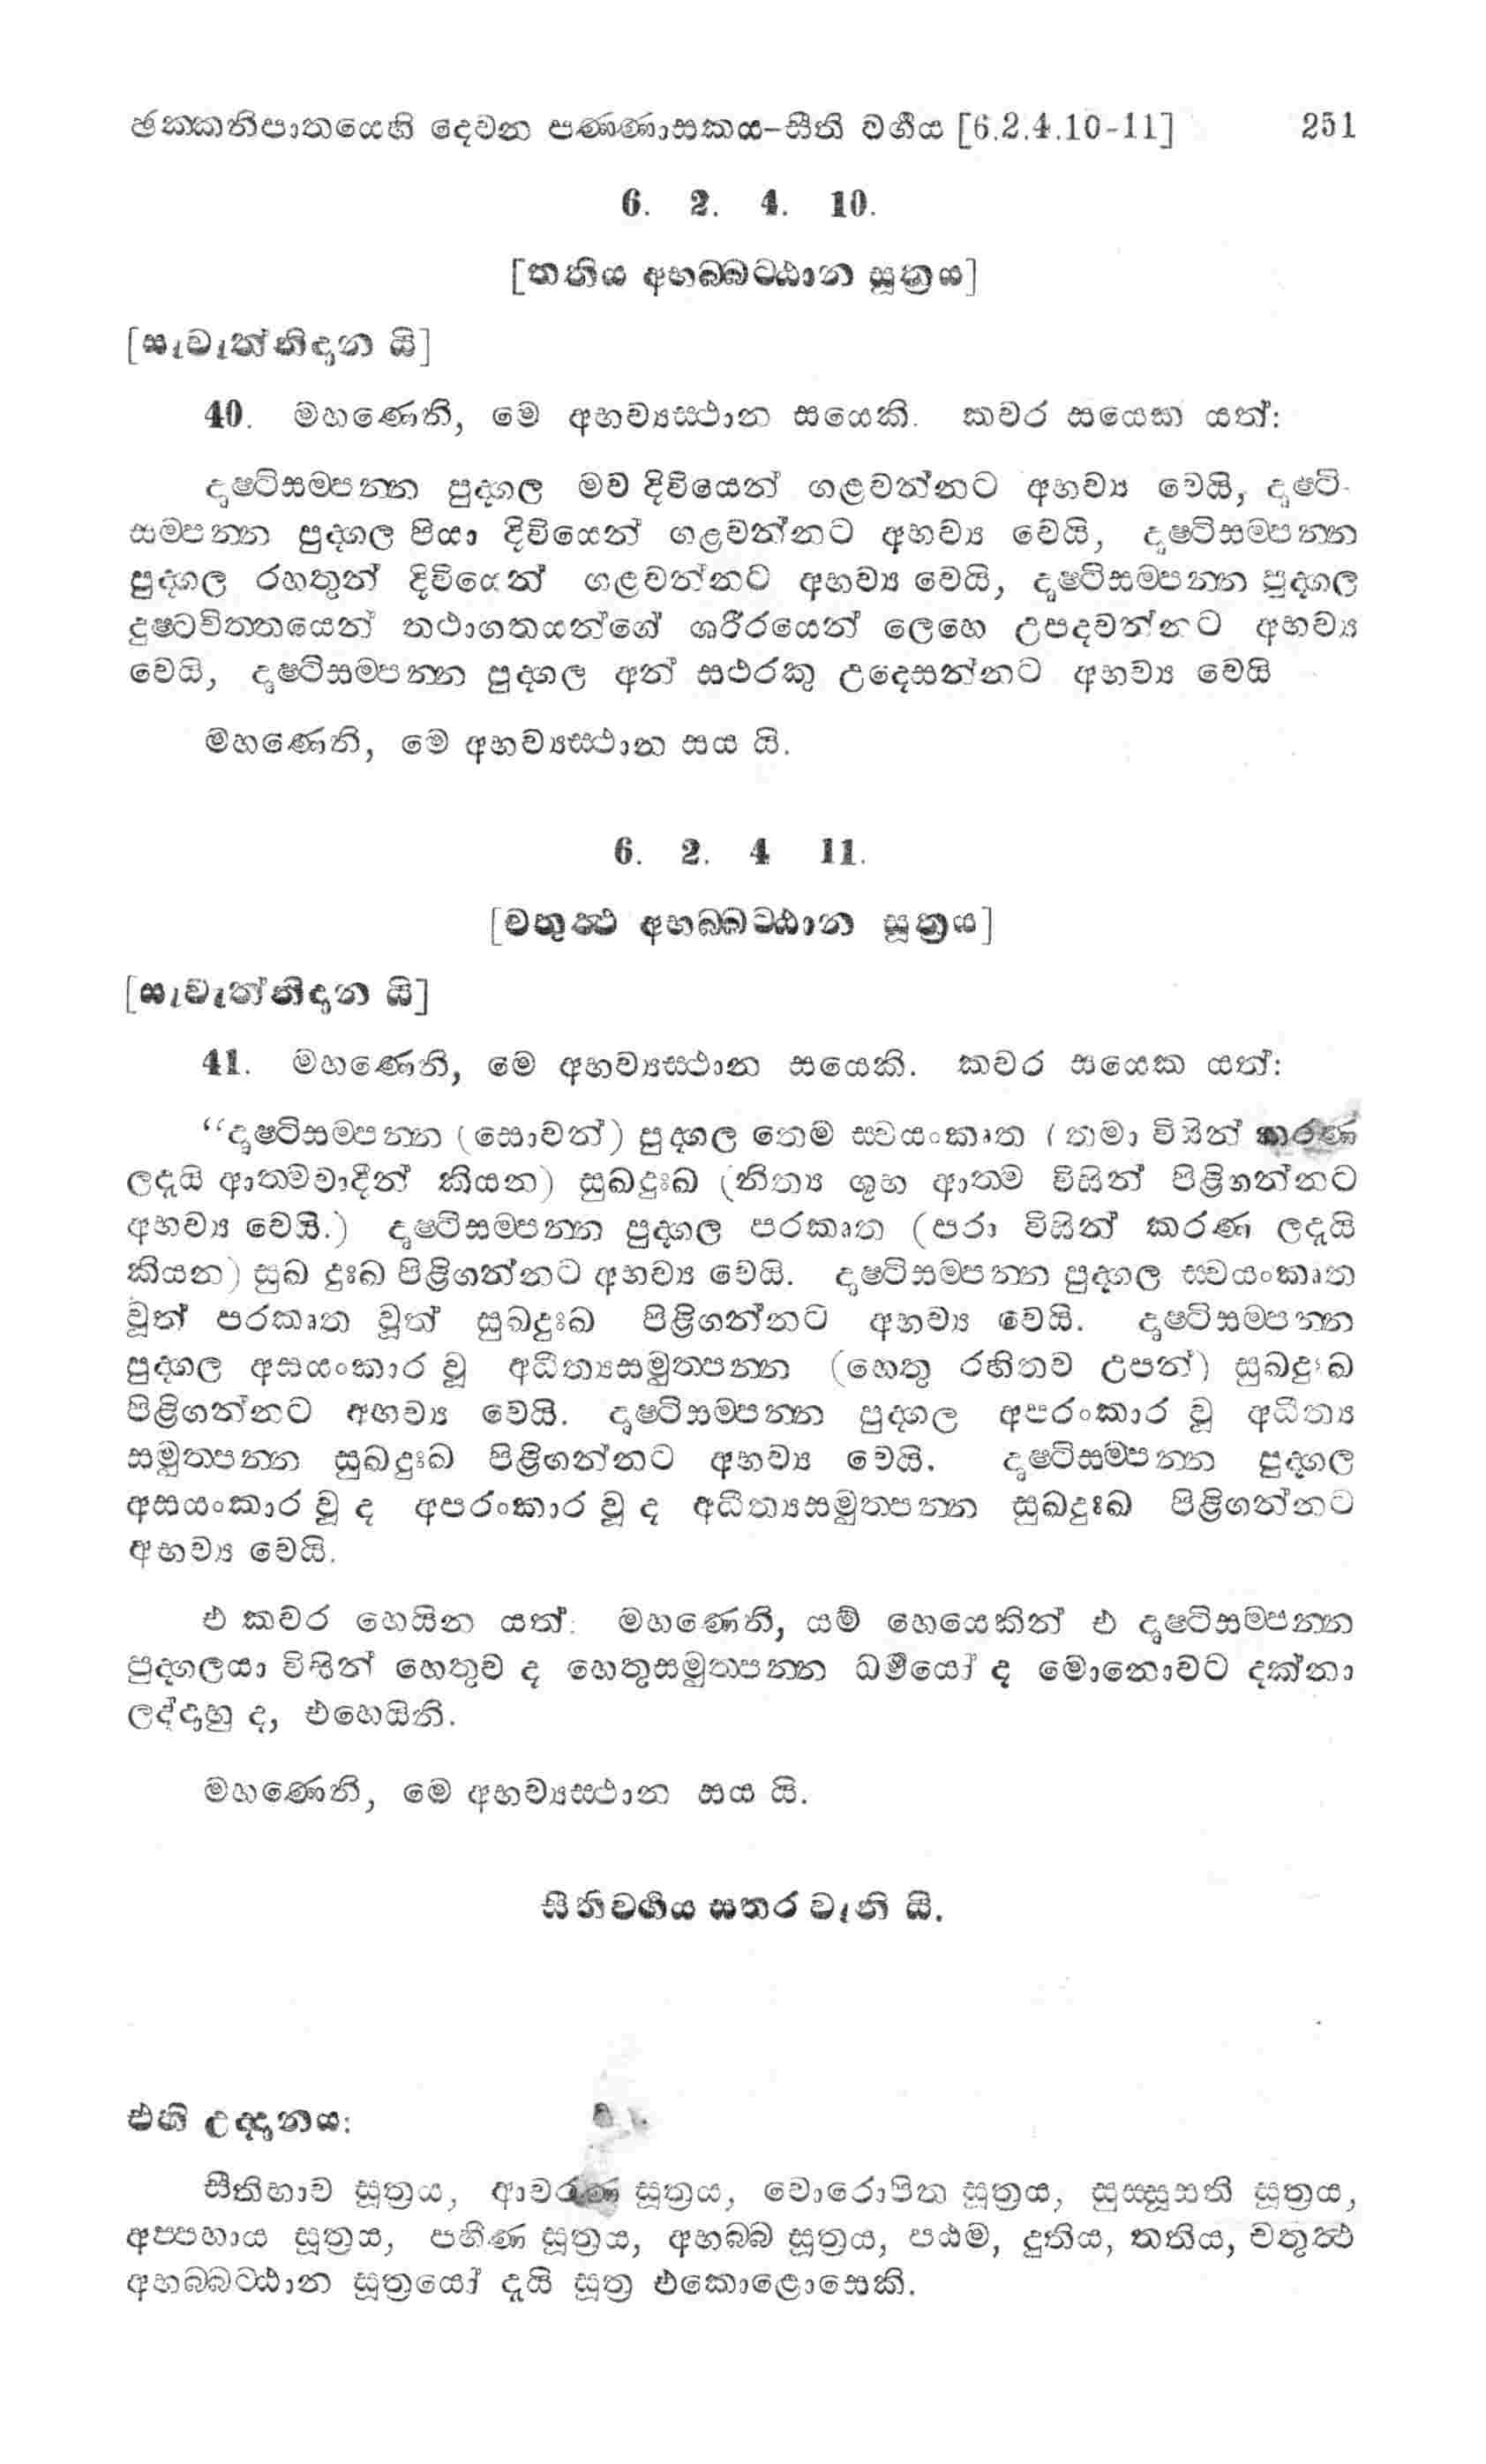 ඡක්කනිපාතයෙහි දෙවන පණ්ණාසකය-සීති වර්‍ගය [6.2.4.10-11] 251
6. 2. 4. 10.
[තතිය අභබ්බට්ඨාන සූත්‍රය]
[සැවැත්නිදාන යි]
40. මහණෙනි, මෙ අභව්‍යස්ථාන සයෙකි. කවර සයෙක යත්:
දෘෂ්ටිසම්පන්න පුද්ගල මව දිවියෙන් ගළවන්නට අභව්‍ය වෙයි, දෘෂ්ටි-
සම්පන්න පුද්ගල පියා දිවියෙන් ගළවන්නට අභව්‍ය වෙයි, දෘෂ්ටිසම්පන්න
පුද්ගල රහතුන් දිවියෙන් ගළවන්නට අභව්‍ය වෙයි, දෘෂ්ටිසම්පන්න පුද්ගල
දුෂ්ටචිත්තයෙන් තථාගතයන්ගේ ශරීරයෙන් ලෙහෙ උපදවන්නට අභව්‍ය
වෙයි, දෘෂ්ටිසම්පන්න පුද්ගල අන් සථරකු උදෙසන්නට අභව්‍ය වෙයි
මහණෙනි, මෙ අභව්‍යස්ථාන සය යි.
6. 2. 4 11.
[චතුත්ථ අභබ්බට්ඨාන සූත්‍රය]
[සැවැත්නිදාන යි]
41. මහණෙනි, මෙ අභව්‍යස්ථාන සයෙකි. කවර සයෙක යත්:
“දෘෂ්ටිසම්පන්න (සොවන්) පුද්ගල තෙම ස්වයංකෘත (තමා විසින් කරණ
ලදැයි ආත්මවාදීන් කියන) සුඛදුඃඛ (නිත්‍ය ශුභ ආත්ම විසින් පිළිගන්නට
අභව්‍ය වෙයි.) දෘෂ්ටිසම්පන්න පුද්ගල පරකෘත (පරා විසින් කරණ ලදැයි
කියන) සුඛ දුඃඛ පිළිගන්නට අභව්‍ය වෙයි. දෘෂ්ටිසම්පන්න පුද්ගල ස්වයංකෘත
වූත් පරකෘත වූත් සුඛදුඃඛ පිළිගන්නට අභව්‍ය වෙයි. දෘෂ්ටිසම්පන්න
පුද්ගල අසයංකාර වූ අධීත්‍යසමුත්පන්න (හෙතු රහිතව උපන්) සුඛදුඃඛ
පිළිගන්නට අභව්‍ය වෙයි. දෘෂ්ටිසම්පන්න පුද්ගල අපරංකාර වූ අධීත්‍ය
සමුත්පන්න සුඛදුඃඛ පිළිගන්නට අභව්‍ය වෙයි. දෘෂ්ටිසම්පන්න පුද්ගල
අසයංකාර වූ ද අපරංකාර වූ ද අධීත්‍යසමුත්පන්න සුඛදුඃඛ පිළිගන්නට
අභව්‍ය වෙයි.
එ කවර හෙයින යත්: මහණෙනි, යම් හෙයෙකින් එ දෘෂ්ටිසම්පන්න
පුද්ගලයා විසින් හෙතුව ද හෙතුසමුත්පන්න ධර්‍මයෝ ද මොනොවට දක්නා
ලද්දාහු ද, එහෙයිනි.
මහණෙනි, මෙ අභව්‍යස්ථාන සය යි.
සීතිවර්‍ගය සතර වැනි යි.
එහි උද්දානය:
සීතිභාව සූත්‍රය, ආවරණ සූත්‍රය, වොරොපිත සූත්‍රය, සුස්සූසති සූත්‍රය,
අප්පහාය සූත්‍රය, පහීණ සූත්‍රය, අභබ්බ සූත්‍රය, පඨම, දුතිය, තතිය, චතුත්ථ
අභබ්බට්ඨාන සූත්‍රයෝ දැයි සූත්‍ර එකොළොසෙකි.